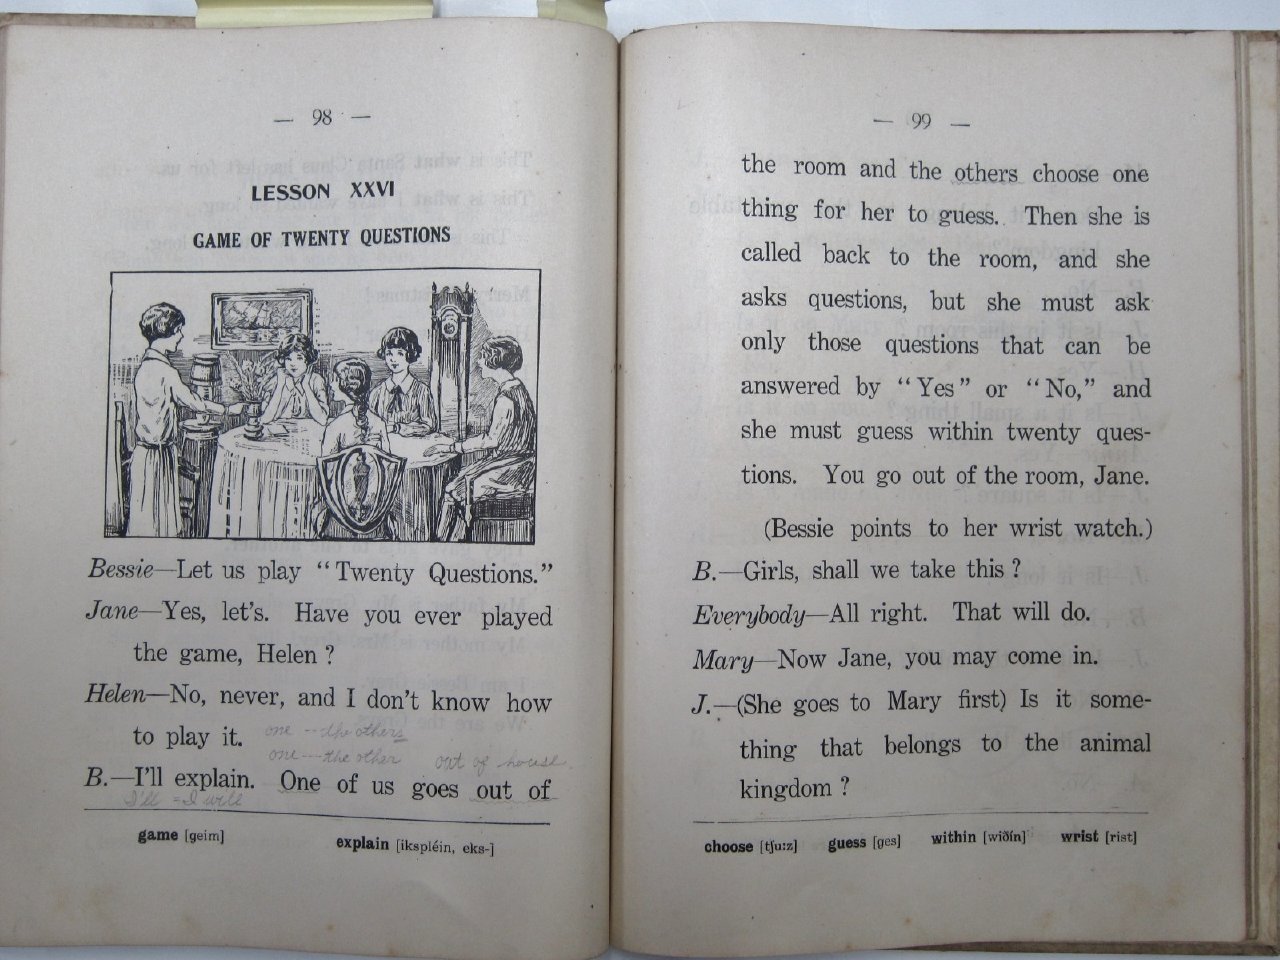 — 98 —
LESSON XXVI
GAME OF TWENTY QUESTIONS
Bessie—Let us play “Twenty Questions.”
Jane—Yes, let’s. Have you ever played
the game, Helen ?
Helen—No, never, and I don’t know how
to play it.
one --- the others
one --- the other out of house.
B.—I’ll explain. One of us goes out of
I'll = I will
game [geim] explain [ikspléin, eks-]
— 99 —
the room and the others choose one
thing for her to guess. Then she is
called back to the room, and she
asks questions, but she must ask
only those questions that can be
answered by “Yes” or “No,” and
she must guess within twenty ques-
tions. You go out of the room, Jane.
(Bessie points to her wrist watch.)
B.—Girls, shall we take this ?
Everybody—All right. That will do.
Mary—Now Jane, you may come in.
J.—(She goes to Mary first) Is it some-
thing that belongs to the animal
kingdom ?
choose [tʃu:z] guess [ges] within [wiðín] wrist [rist]